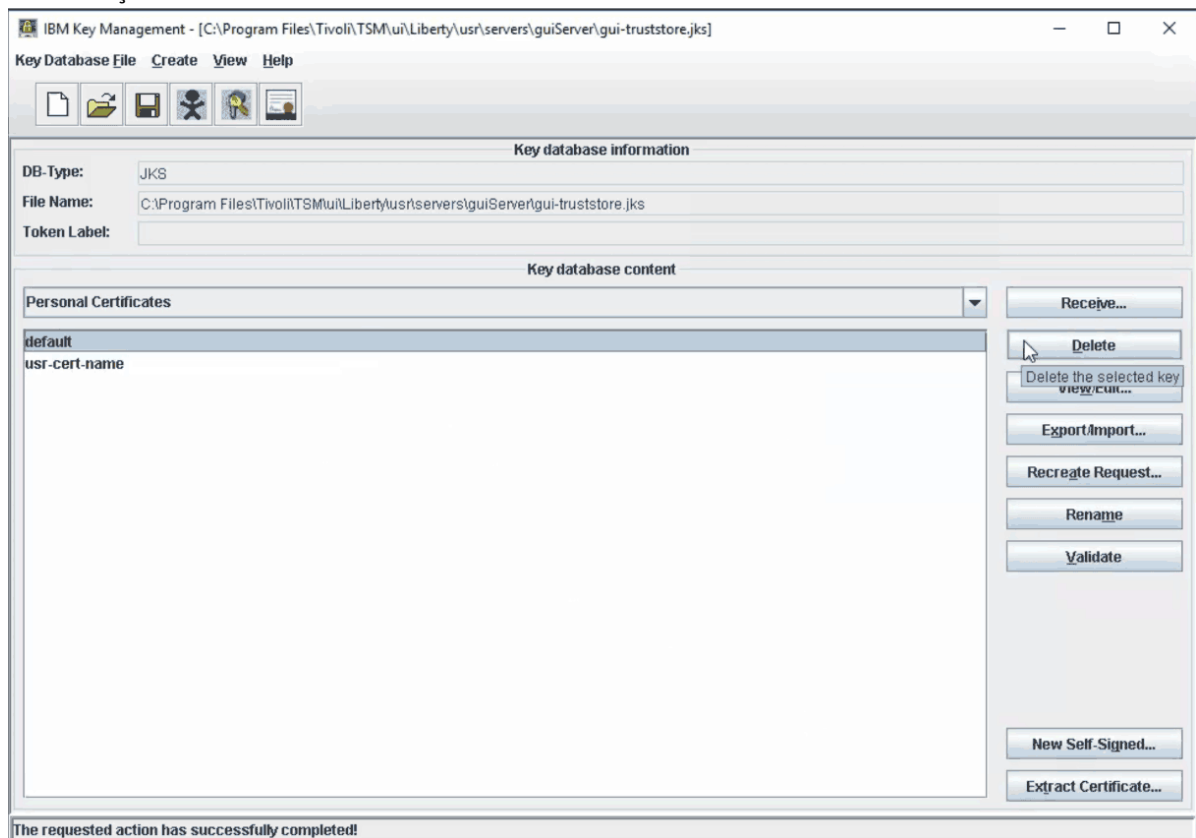 IBM Key Management - [C:\Program Files\Tivoli\TSM\ui\Liberty\usr\servers\guiServer\gui-truststore.jks]
Key Database File Create View Help
Key database information
DB-Type: JKS
File Name: C:\Program Files\Tivoli\TSM\ui\Liberty\usr\servers\guiServer\gui-truststore.jks
Token Label:
Key database content
Personal Certificates
Receive...
default
Delete
usr-cert-name
Delete the selected key
View/Edit...
Export/Import...
Recreate Request...
Rename
Validate
New Self-Signed...
Extract Certificate...
The requested action has successfully completed!